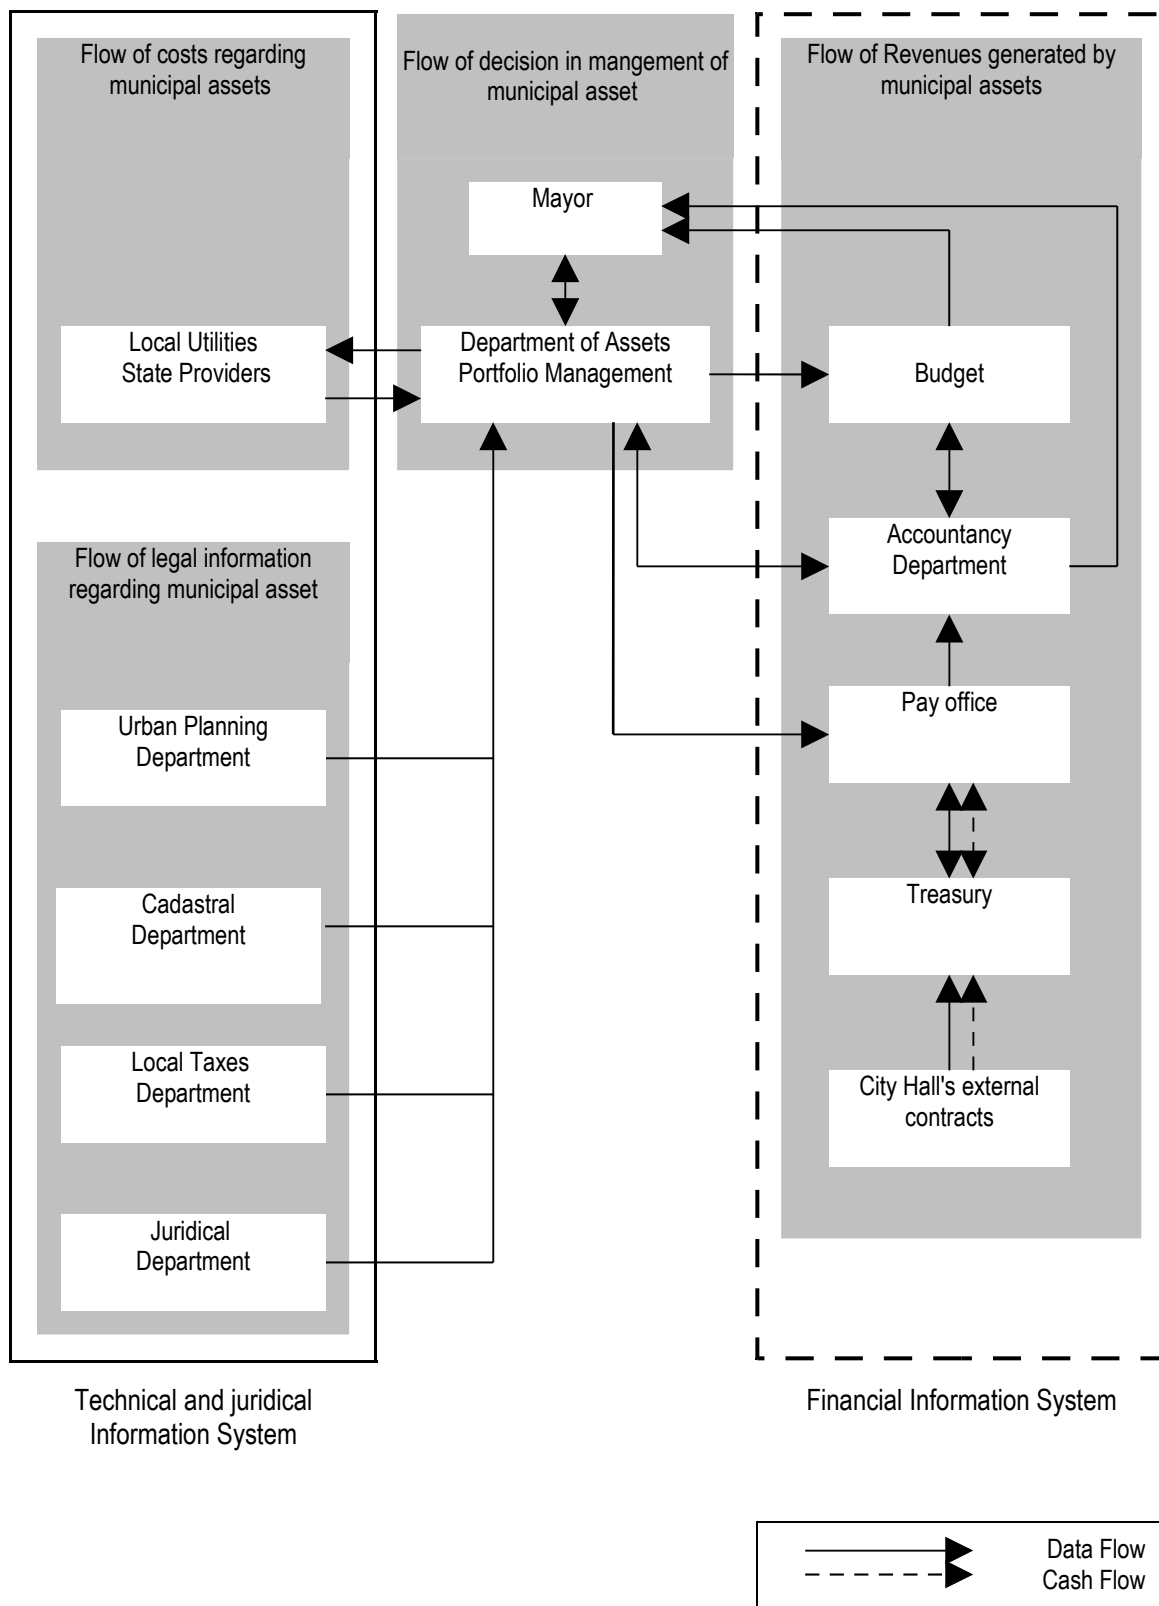 Flow of costs regarding
municipal assets
Local Utilities
State Providers
Flow of legal information
regarding municipal asset
Urban Planning
Department
Cadastral
Department
Local Taxes
Department
Juridical
Department
Technical and juridical
Information System
Flow of decision in mangement of
municipal asset
Mayor
Department of Assets
Portfolio Management
Flow of Revenues generated by
municipal assets
Budget
Accountancy
Department
Pay office
Treasury
City Hall's external
contracts
Financial Information System
Data Flow
Cash Flow